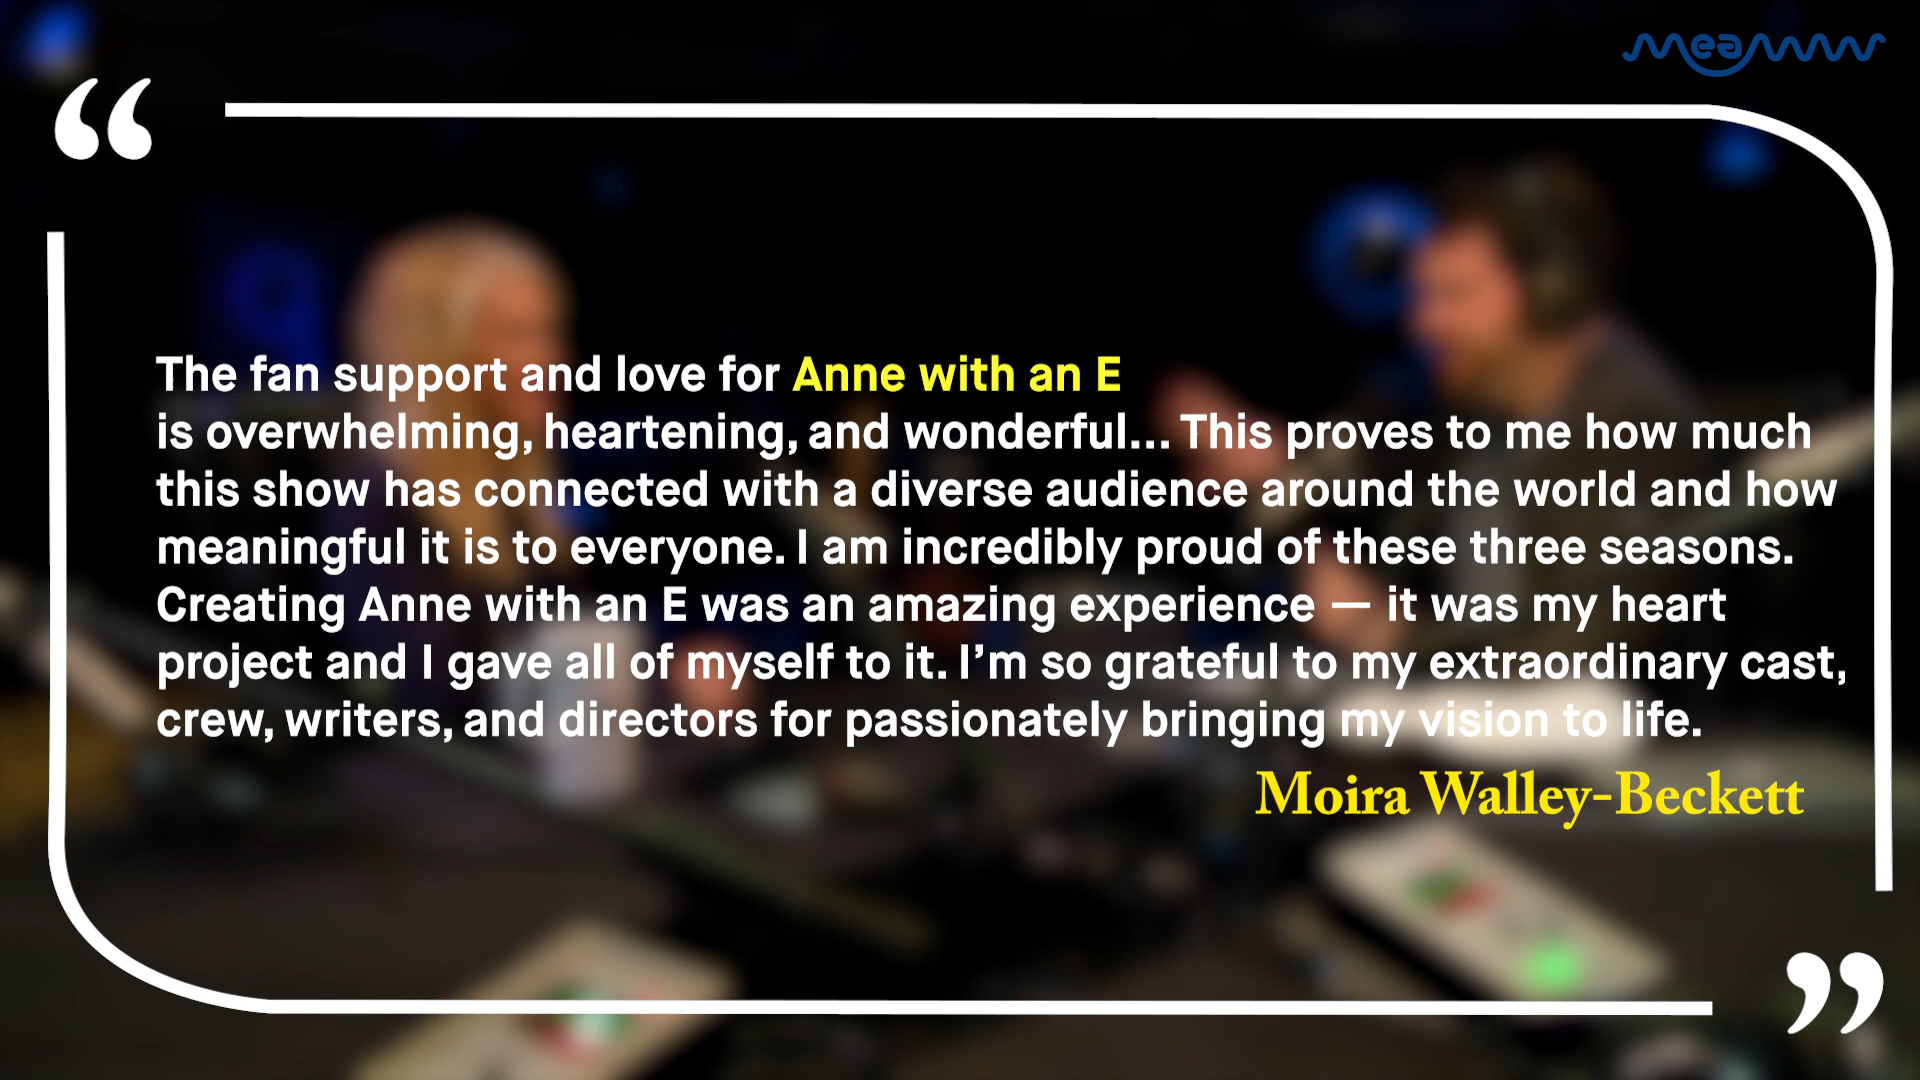 meaww
“
The fan support and love for Anne with an E
is overwhelming, heartening, and wonderful... This proves to me how much
this show has connected with a diverse audience around the world and how
meaningful it is to everyone. I am incredibly proud of these three seasons.
Creating Anne with an E was an amazing experience — it was my heart
project and I gave all of myself to it. I’m so grateful to my extraordinary cast,
crew, writers, and directors for passionately bringing my vision to life.
Moira Walley-Beckett
”